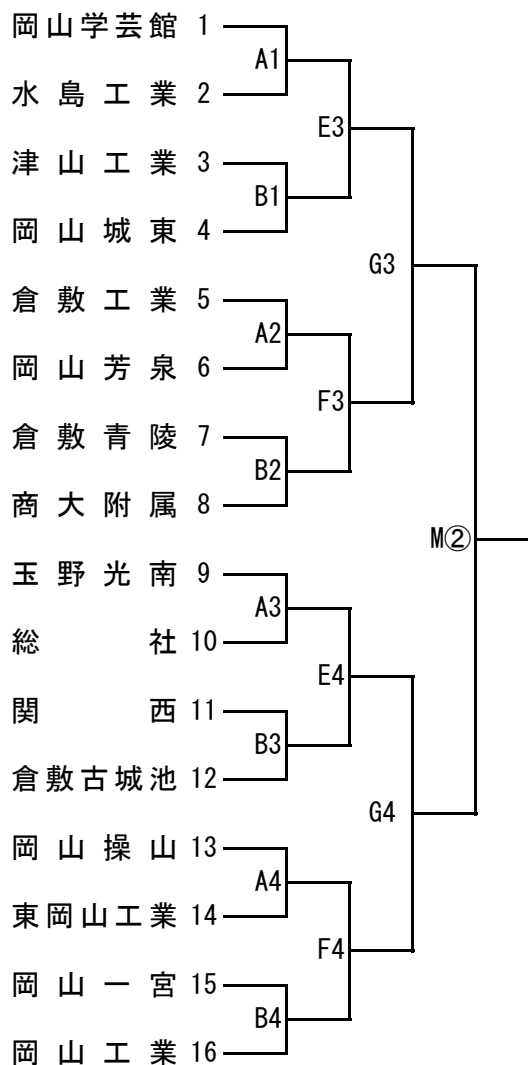 岡山学芸館 1
A1
水島工業 2
E3
津山工業 3
B1
岡山城東 4
G3
倉敷工業 5
A2
岡山芳泉 6
F3
倉敷青陵 7
B2
商大附属 8
M②
玉野光南 9
A3
総社 10
E4
関西 11
B3
倉敷古城池 12
G4
岡山操山 13
A4
東岡山工業 14
F4
岡山一宮 15
B4
岡山工業 16